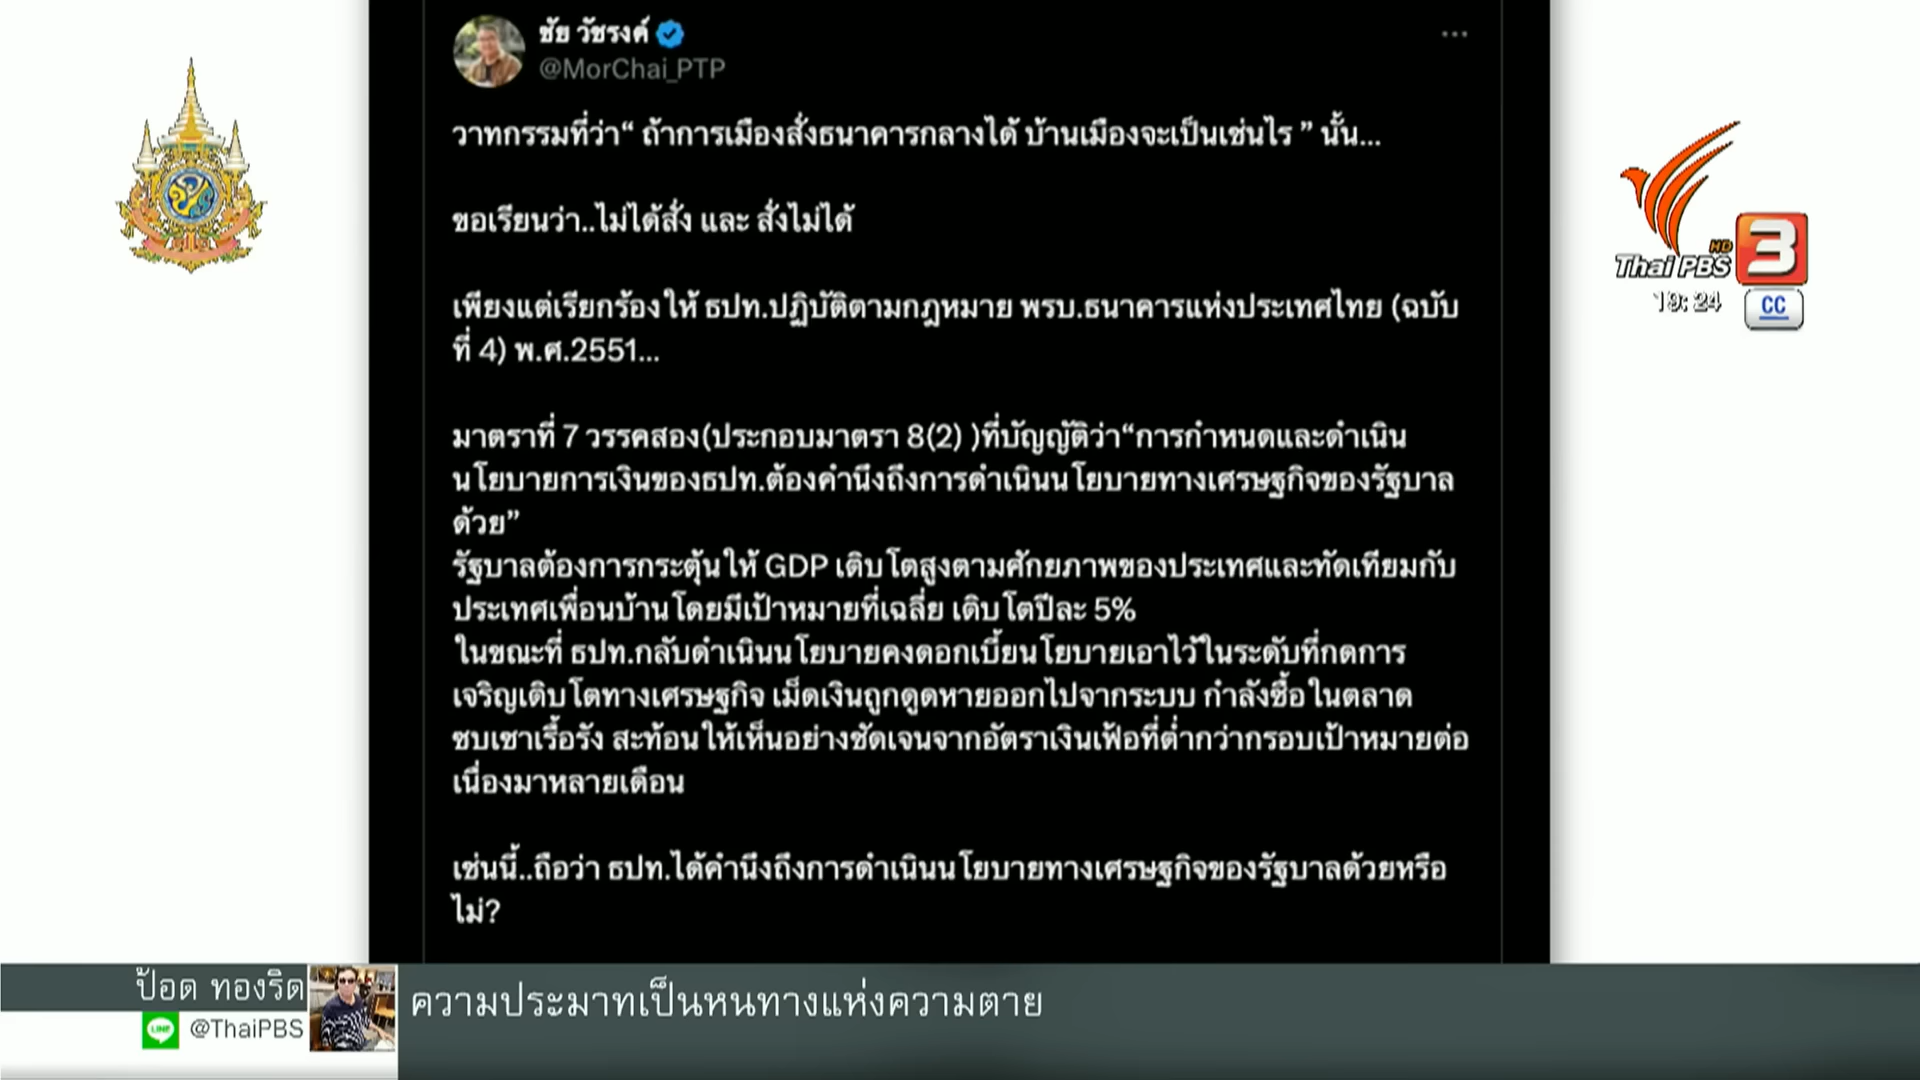 ชัย วัชรงค์
@MorChai_PTP
วาทกรรมที่ว่า“ ถ้าการเมืองสั่งธนาคารกลางได้ บ้านเมืองจะเป็นเช่นไร ” นั้น...
ขอเรียนว่า..ไม่ได้สั่ง และ สั่งไม่ได้
เพียงแต่เรียกร้องให้ ธปท.ปฏิบัติตามกฎหมาย พรบ.ธนาคารแห่งประเทศไทย (ฉบับ
ที่ 4) พ.ศ.2551...
มาตราที่ 7 วรรคสอง(ประกอบมาตรา 8(2) )ที่บัญญัติว่า“การกำหนดและดำเนิน
นโยบายการเงินของธปท.ต้องคำนึงถึงการดำเนินนโยบายทางเศรษฐกิจของรัฐบาล
ด้วย”
รัฐบาลต้องการกระตุ้นให้ GDP เติบโตสูงตามศักยภาพของประเทศและทัดเทียมกับ
ประเทศเพื่อนบ้านโดยมีเป้าหมายที่เฉลี่ย เติบโตปีละ 5%
ในขณะที่ ธปท.กลับดำเนินนโยบายคงดอกเบี้ยนโยบายเอาไว้ในระดับที่กดการ
เจริญเติบโตทางเศรษฐกิจ เม็ดเงินถูกดูดหายออกไปจากระบบ กำลังซื้อในตลาด
ซบเซาเรื้อรัง สะท้อนให้เห็นอย่างชัดเจนจากอัตราเงินเฟ้อที่ต่ำกว่ากรอบเป้าหมายต่อ
เนื่องมาหลายเดือน
เช่นนี้..ถือว่า ธปท.ได้คำนึงถึงการดำเนินนโยบายทางเศรษฐกิจของรัฐบาลด้วยหรือ
ไม่?
HD
Thai PBS 3
19:24
CC
ป้อด ทองริด
LINE @ThaiPBS
ความประมาทเป็นหนทางแห่งความตาย